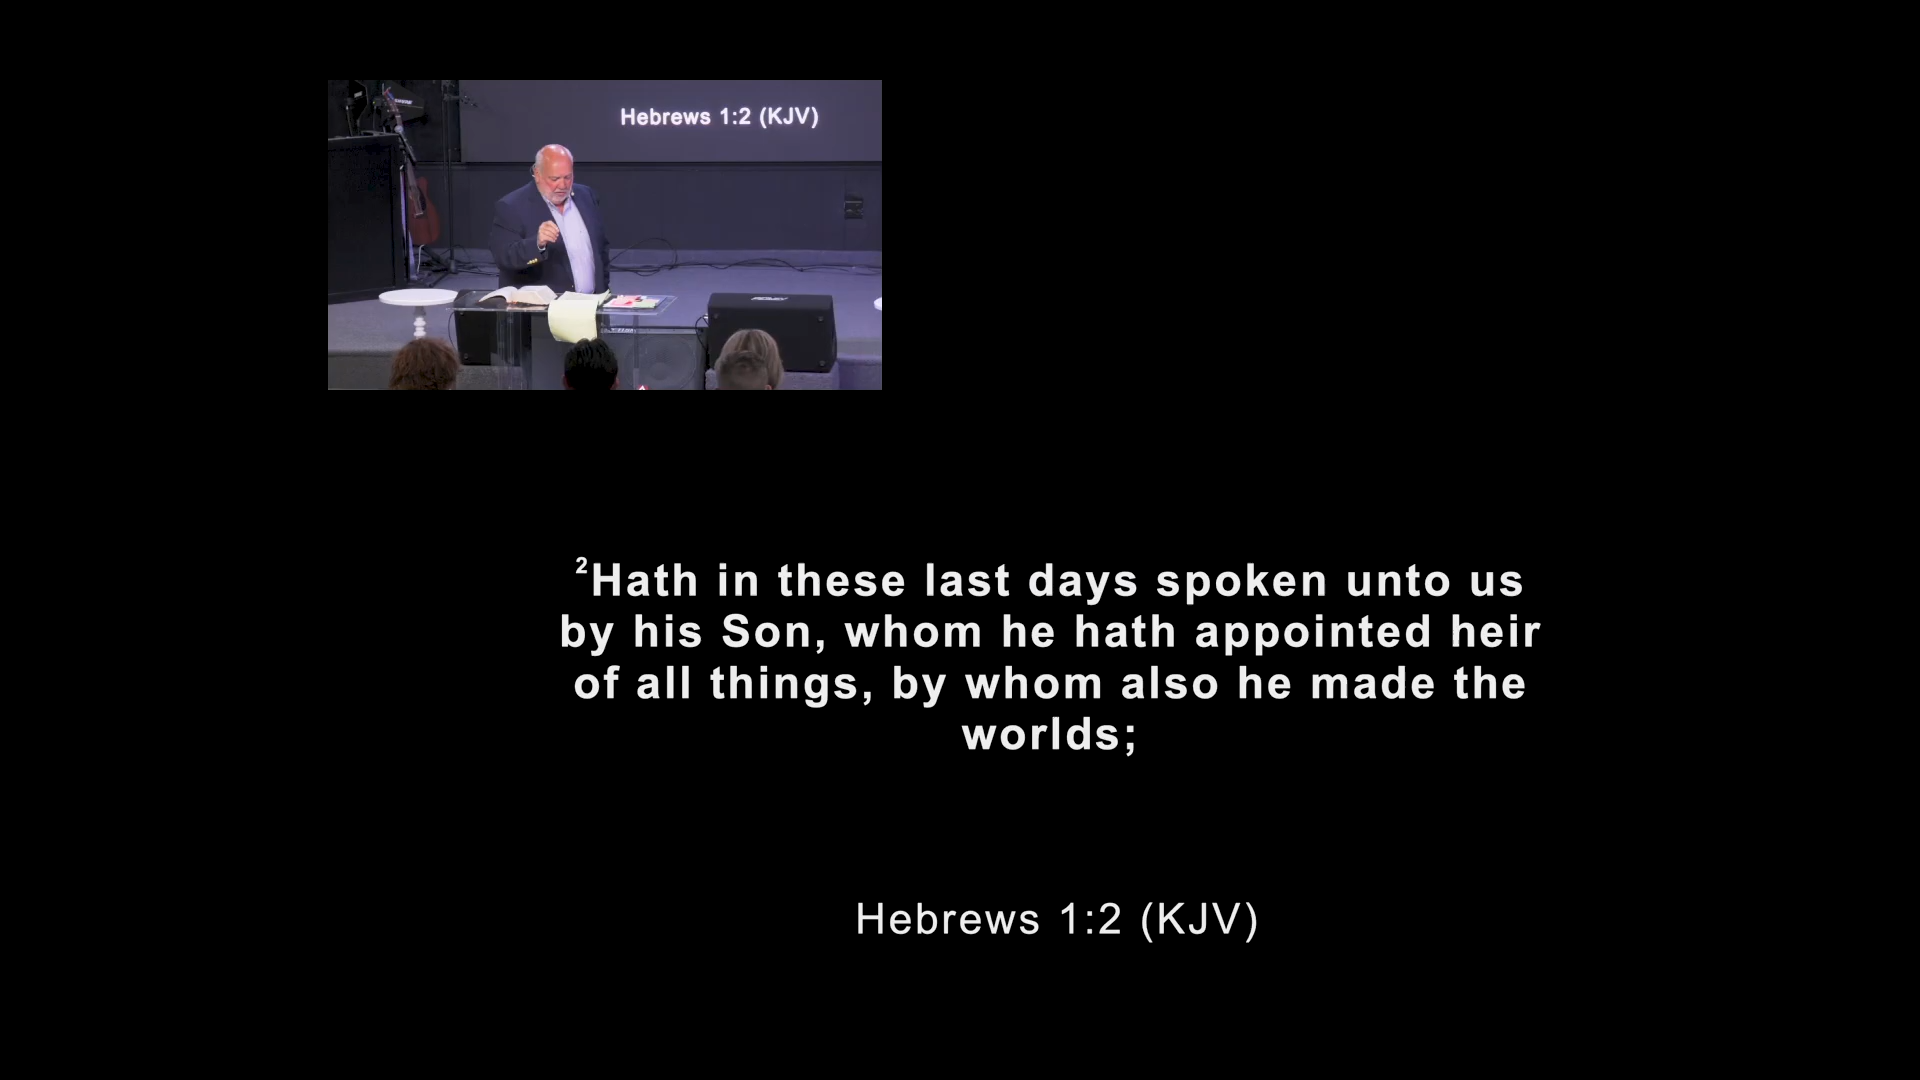 Hebrews 1:2 (KJV)
²Hath in these last days spoken unto us
by his Son, whom he hath appointed heir
of all things, by whom also he made the
worlds;
Hebrews 1:2 (KJV)